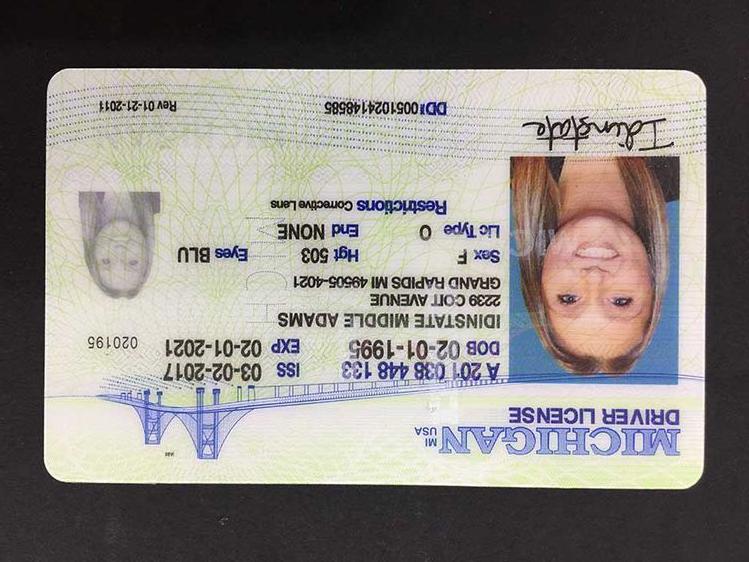 MICHIGAN MI USA
DRIVER LICENSE
A 201 038 448 133 ISS 03-02-2017
DOB 02-01-1995 EXP 02-01-2021
020195
IDINSTATE MIDDLE ADAMS
2239 COIT AVENUE
GRAND RAPIDS MI 49505-4021
Sex F Hgt 503 Eyes BLU
Lic Type O End NONE
Restrictions Corrective Lens
Idinstate
DD# 0051024148585 Rev 01-21-2011